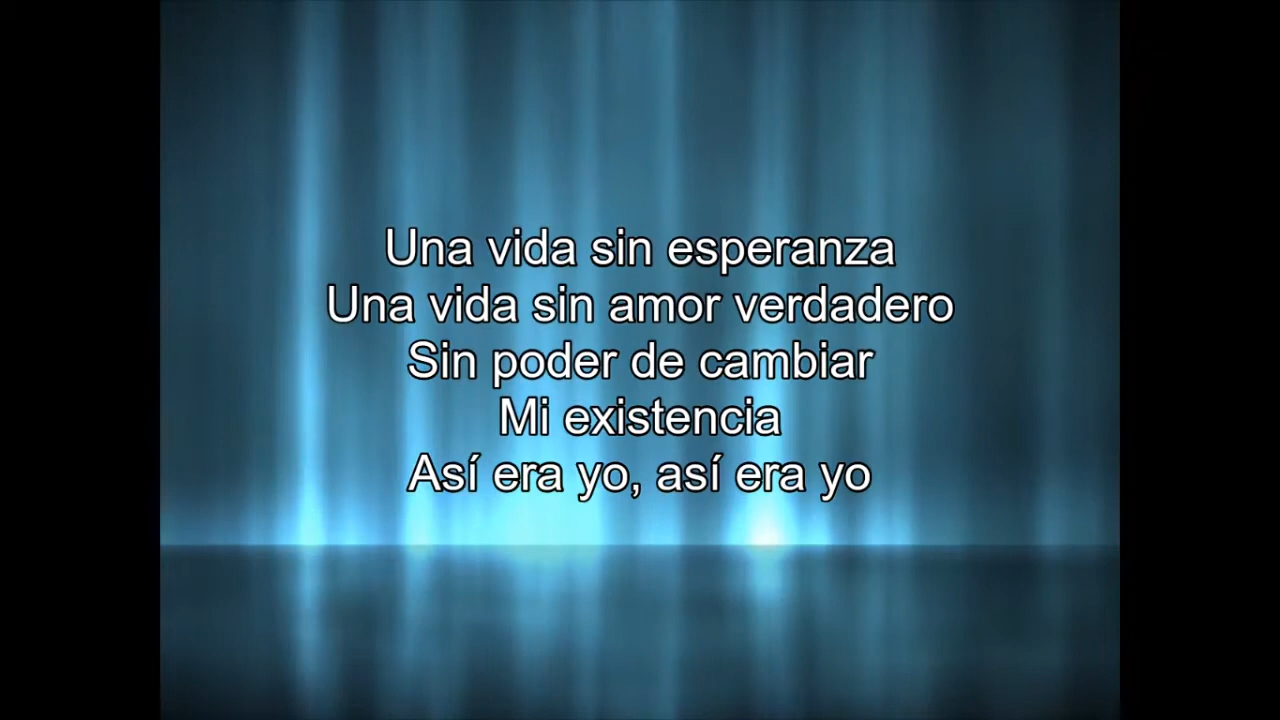 Una vida sin esperanza
Una vida sin amor verdadero
Sin poder de cambiar
Mi existencia
Así era yo, así era yo